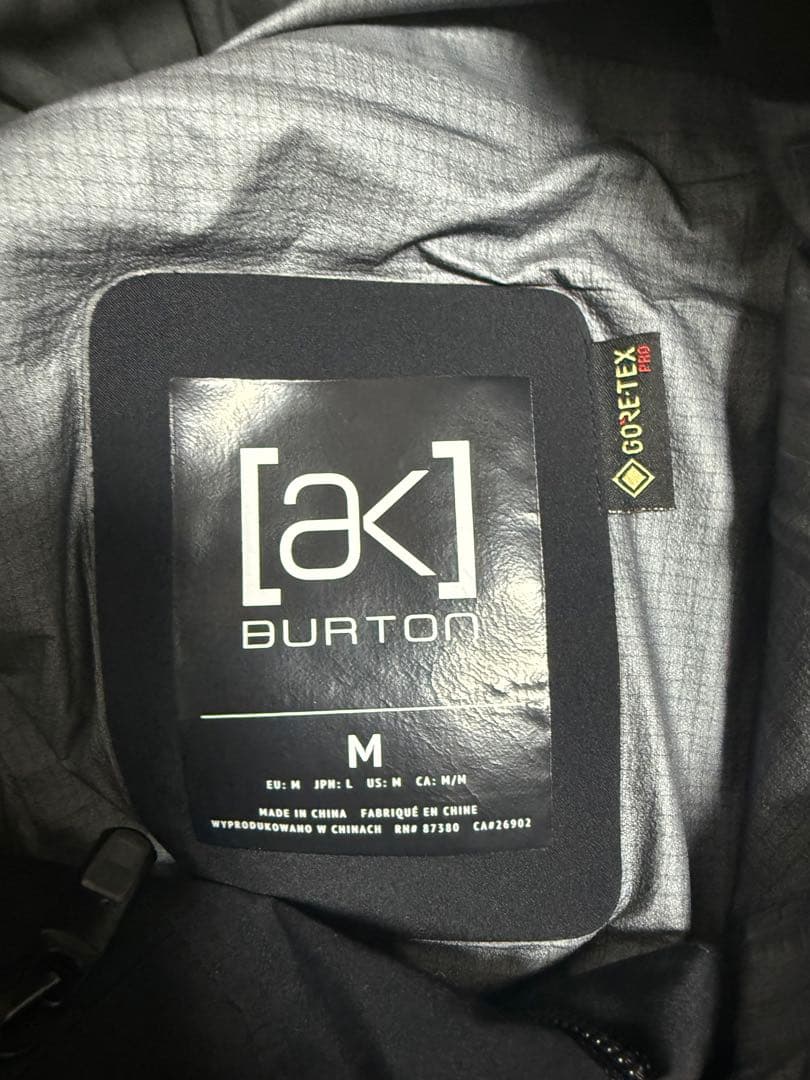 [ak]
BURTON
M
EU: M JPN: L US: M CA: M/M
MADE IN CHINA FABRIQUÉ EN CHINE
WYPRODUKOWANO W CHINACH RN# 87380 CA#26902
GORE-TEX
PRO